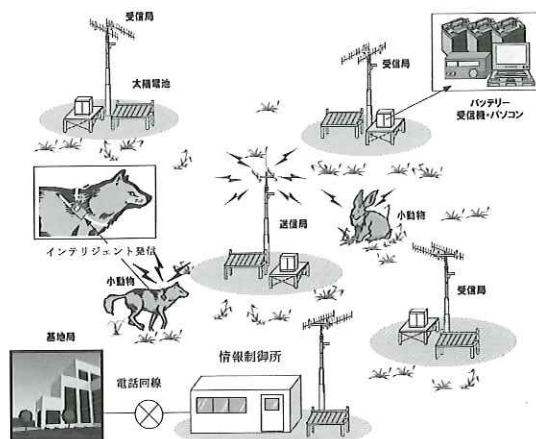 受信局
太陽電池
受信局
バッテリー
受信機・パソコン
インテリジェント発信
送信局
小動物
小動物
受信局
基地局
電話回線
情報制御所